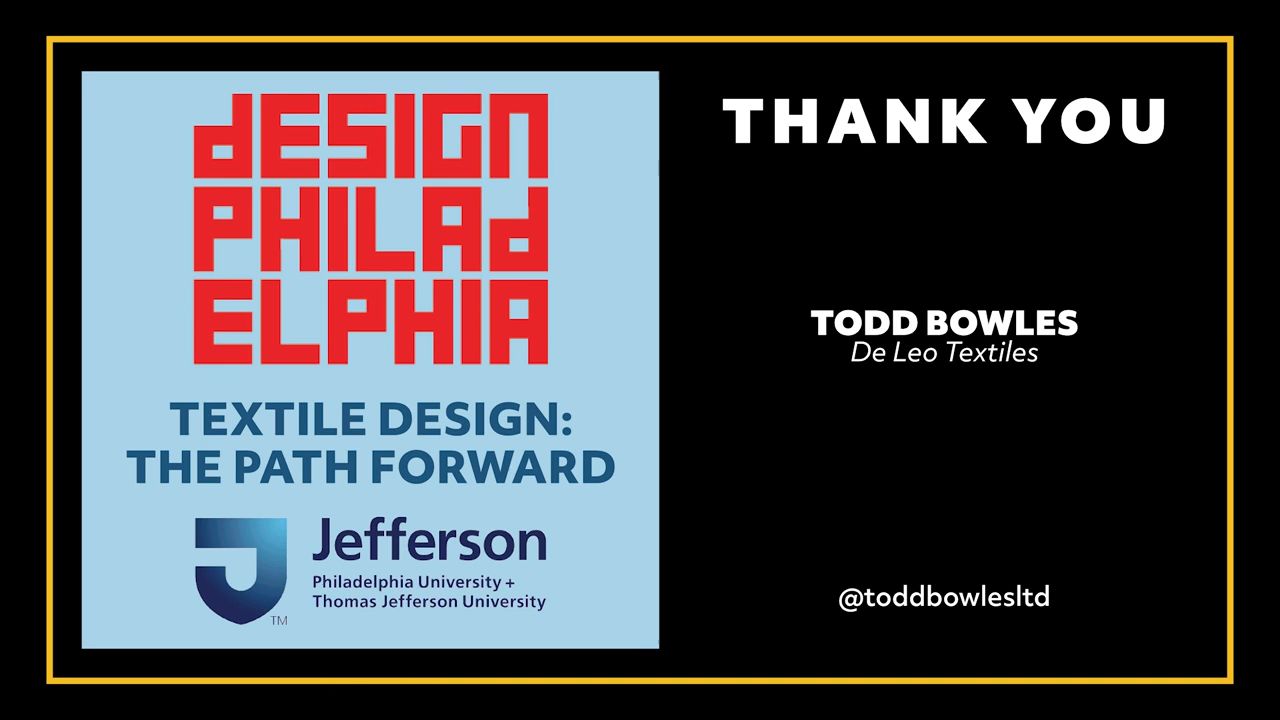 dESIGn
PHILAd
ELPHIA
TEXTILE DESIGN:
THE PATH FORWARD
Jefferson
Philadelphia University +
Thomas Jefferson University
TM
THANK YOU
TODD BOWLES
De Leo Textiles
@toddbowlesltd